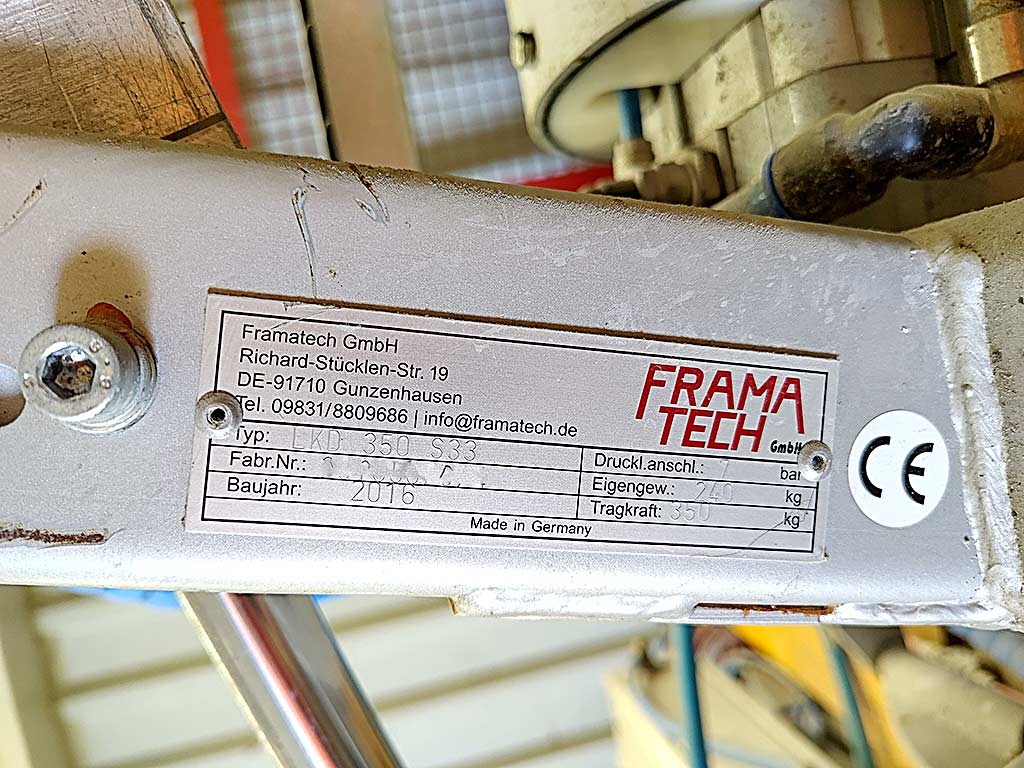 Framatech GmbH
Richard-Stücklen-Str. 19
DE-91710 Gunzenhausen
Tel. 09831/8809686 | info@framatech.de
FRAMA
TECH GmbH
Typ: LKD 350 S33
Fabr.Nr.:
Baujahr: 2016
Druckl.anschl.: 7 bar
Eigengew.: 240 kg
Tragkraft: 350 kg
Made in Germany
CE